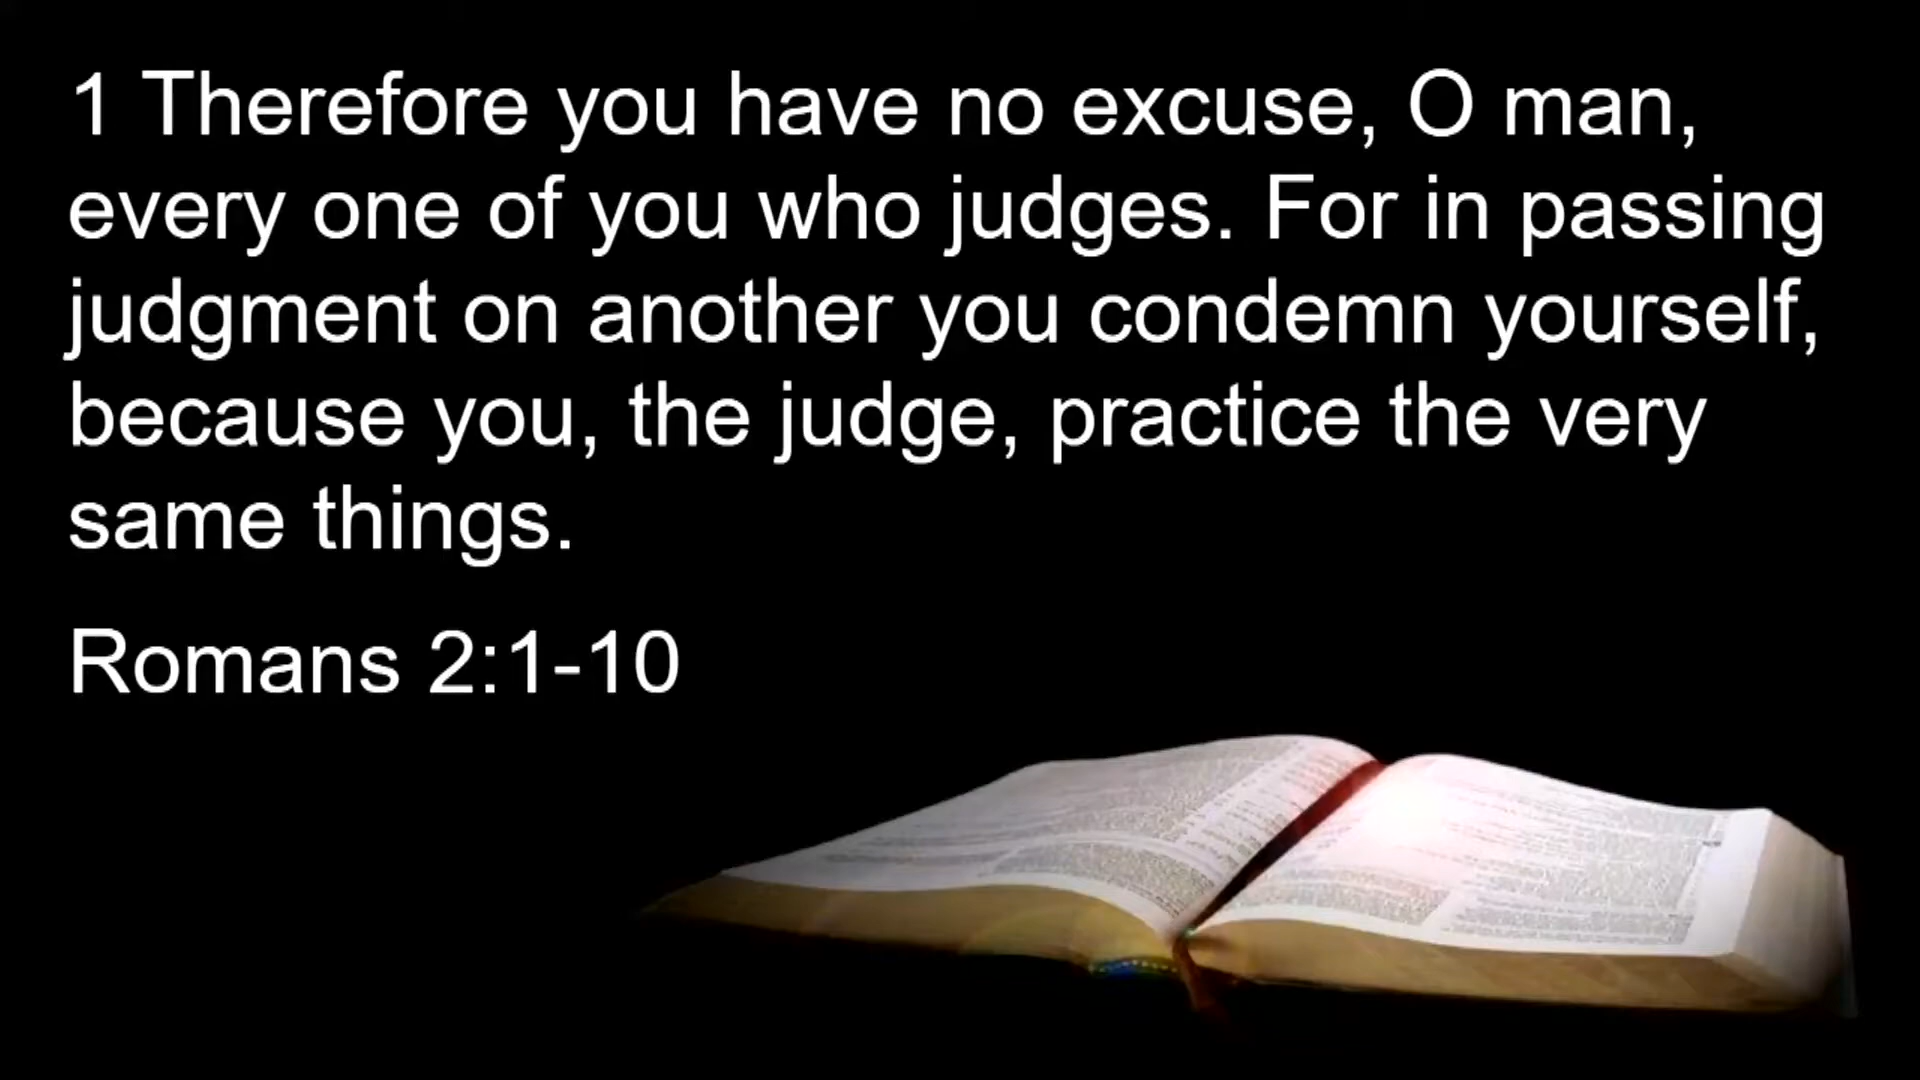 1 Therefore you have no excuse, O man,
every one of you who judges. For in passing
judgment on another you condemn yourself,
because you, the judge, practice the very
same things.
Romans 2:1-10